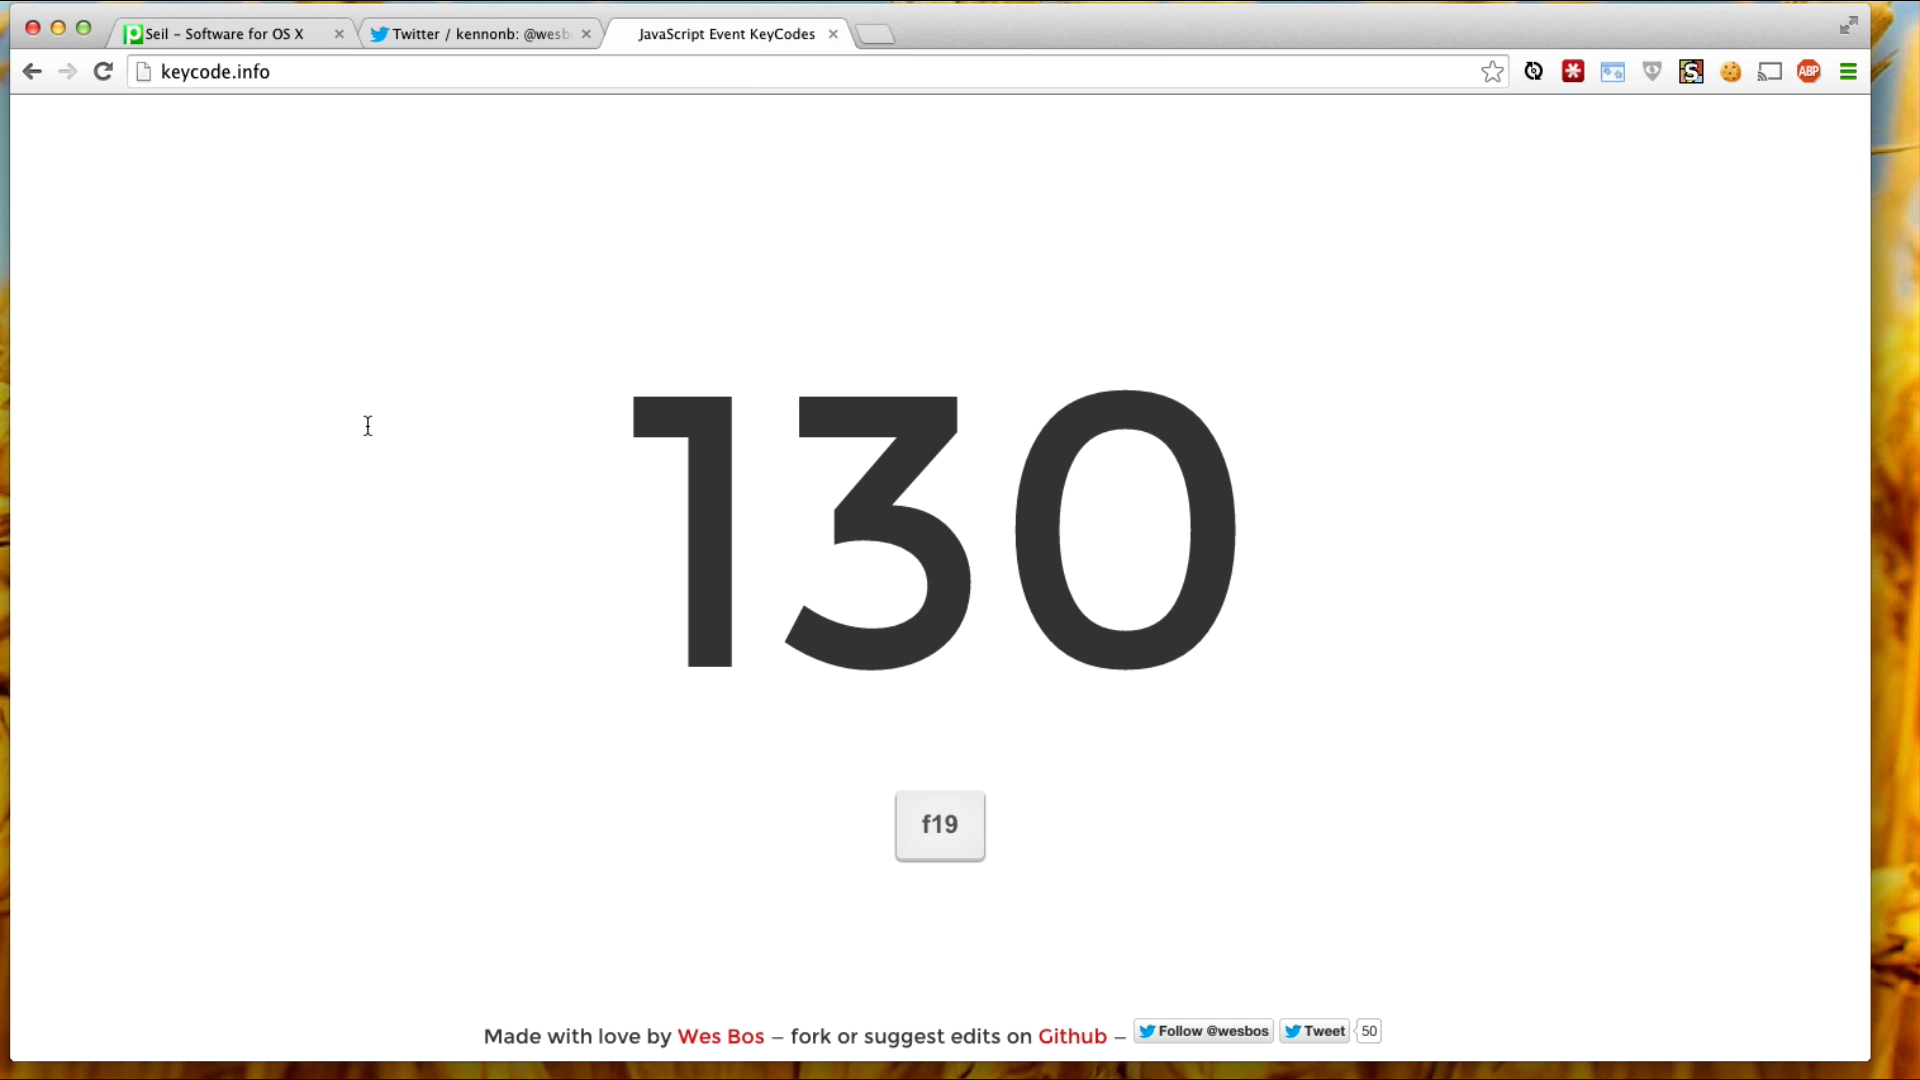 Seil – Software for OS X
Twitter / kennonb: @wesb
JavaScript Event KeyCodes
keycode.info
ABP
130
f19
Made with love by Wes Bos – fork or suggest edits on Github – Follow @wesbos Tweet 50